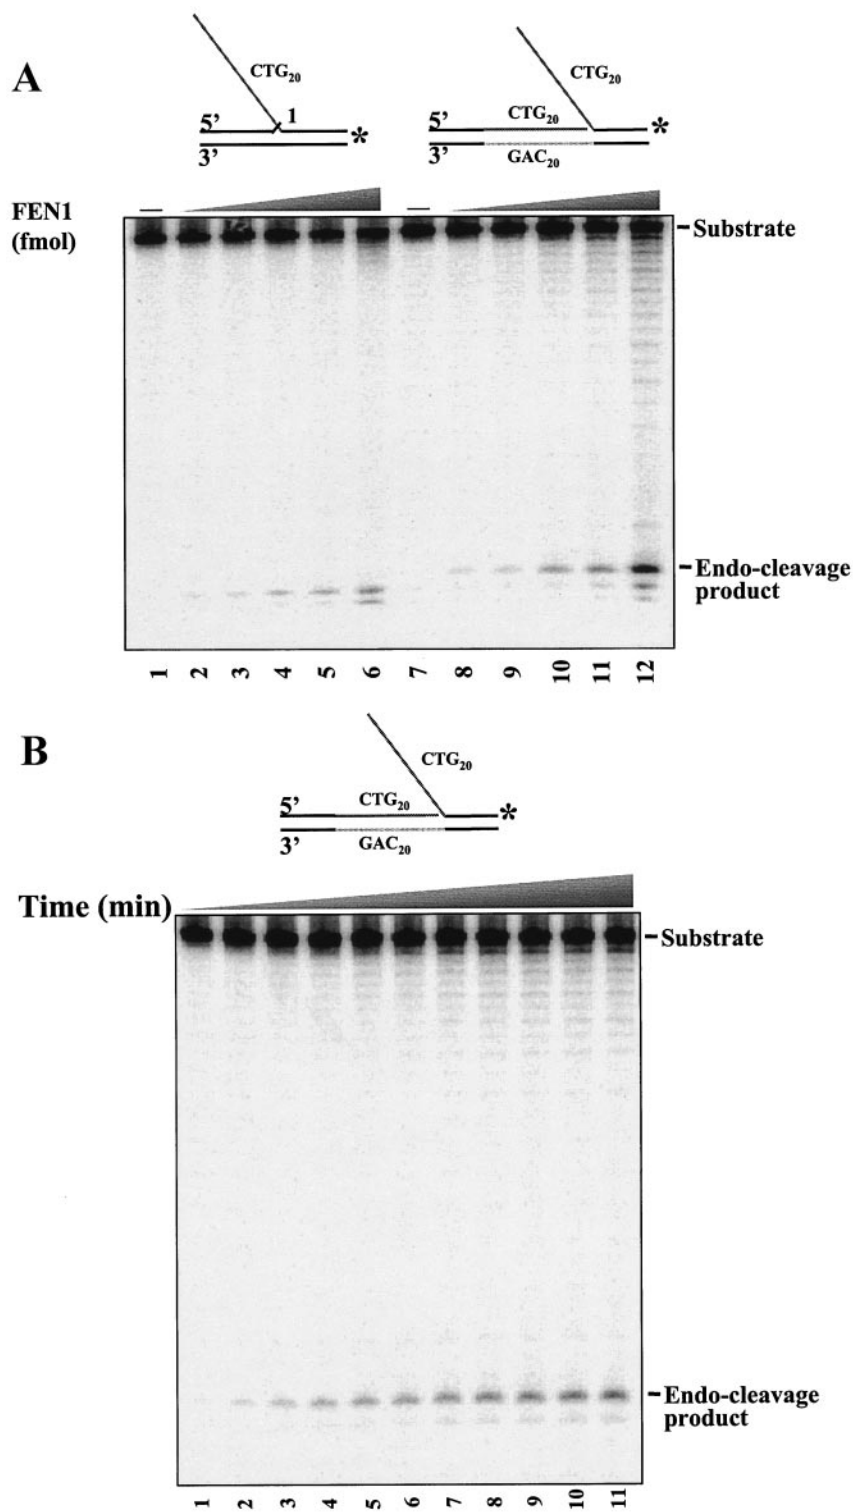 A
CTG20
CTG20
5’ 1 * 5’ CTG20 *
3’ 3’ GAC20
FEN1
(fmol)
– Substrate
Endo-cleavage
product
1 2 3 4 5 6 7 8 9 10 11 12
B
CTG20
5’ CTG20 *
3’ GAC20
Time (min)
Substrate
Endo-cleavage
product
1 2 3 4 5 6 7 8 9 10 11